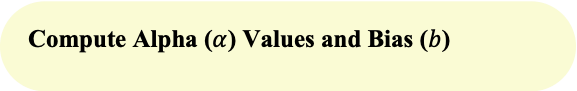 Compute Alpha (α) Values and Bias (b)